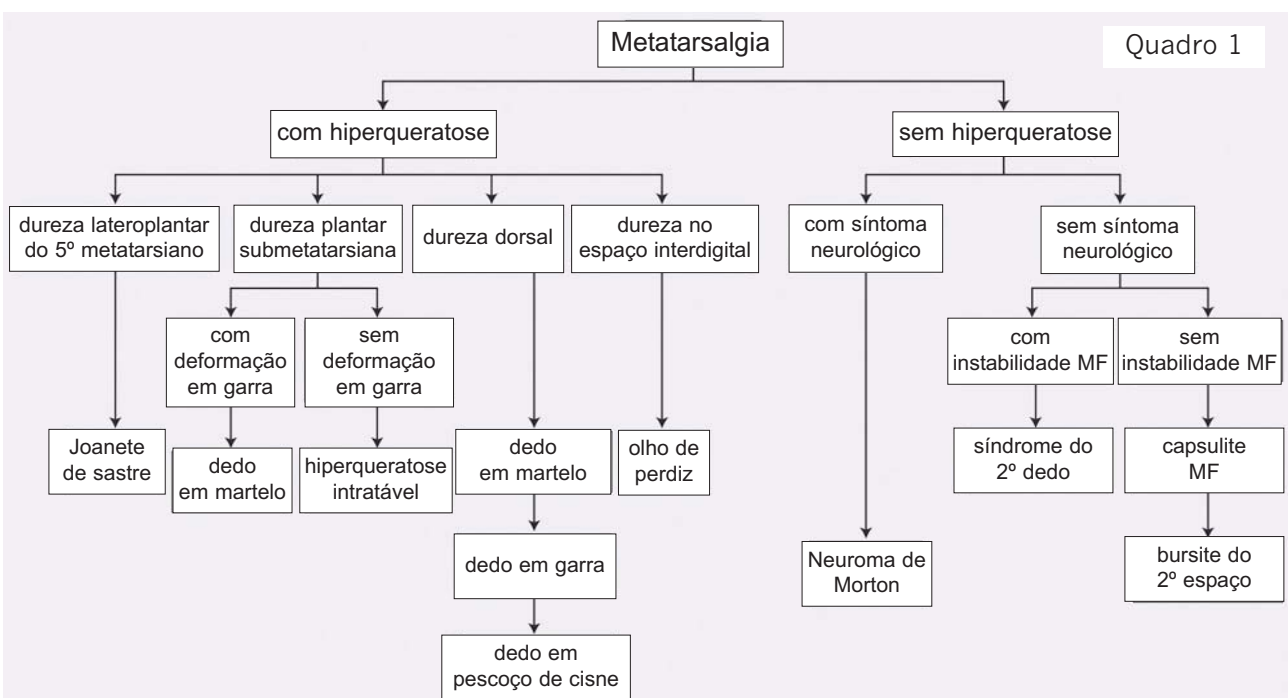 Metatarsalgia
Quadro 1
com hiperqueratose
sem hiperqueratose
dureza lateroplantar
do 5º metatarsiano
dureza plantar
submetatarsiana
dureza dorsal
dureza no
espaço interdigital
com síntoma
neurológico
sem síntoma
neurológico
com
deformação
em garra
sem
deformação
em garra
com
instabilidade MF
sem
instabilidade MF
Joanete
de sastre
dedo
em martelo
hiperqueratose
intratável
dedo
em martelo
olho de
perdiz
síndrome do
2º dedo
capsulite
MF
dedo em garra
Neuroma de
Morton
bursite do
2º espaço
dedo em
pescoço de cisne